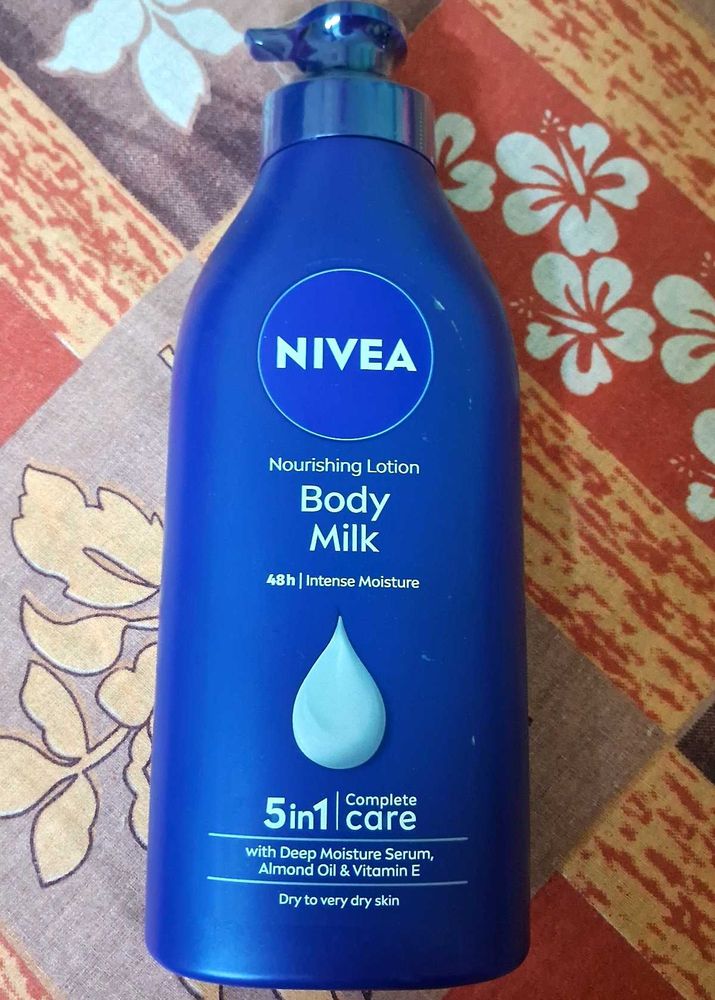 NIVEA
Nourishing Lotion
Body
Milk
48h | Intense Moisture
5in1 | Complete care
with Deep Moisture Serum,
Almond Oil & Vitamin E
Dry to very dry skin